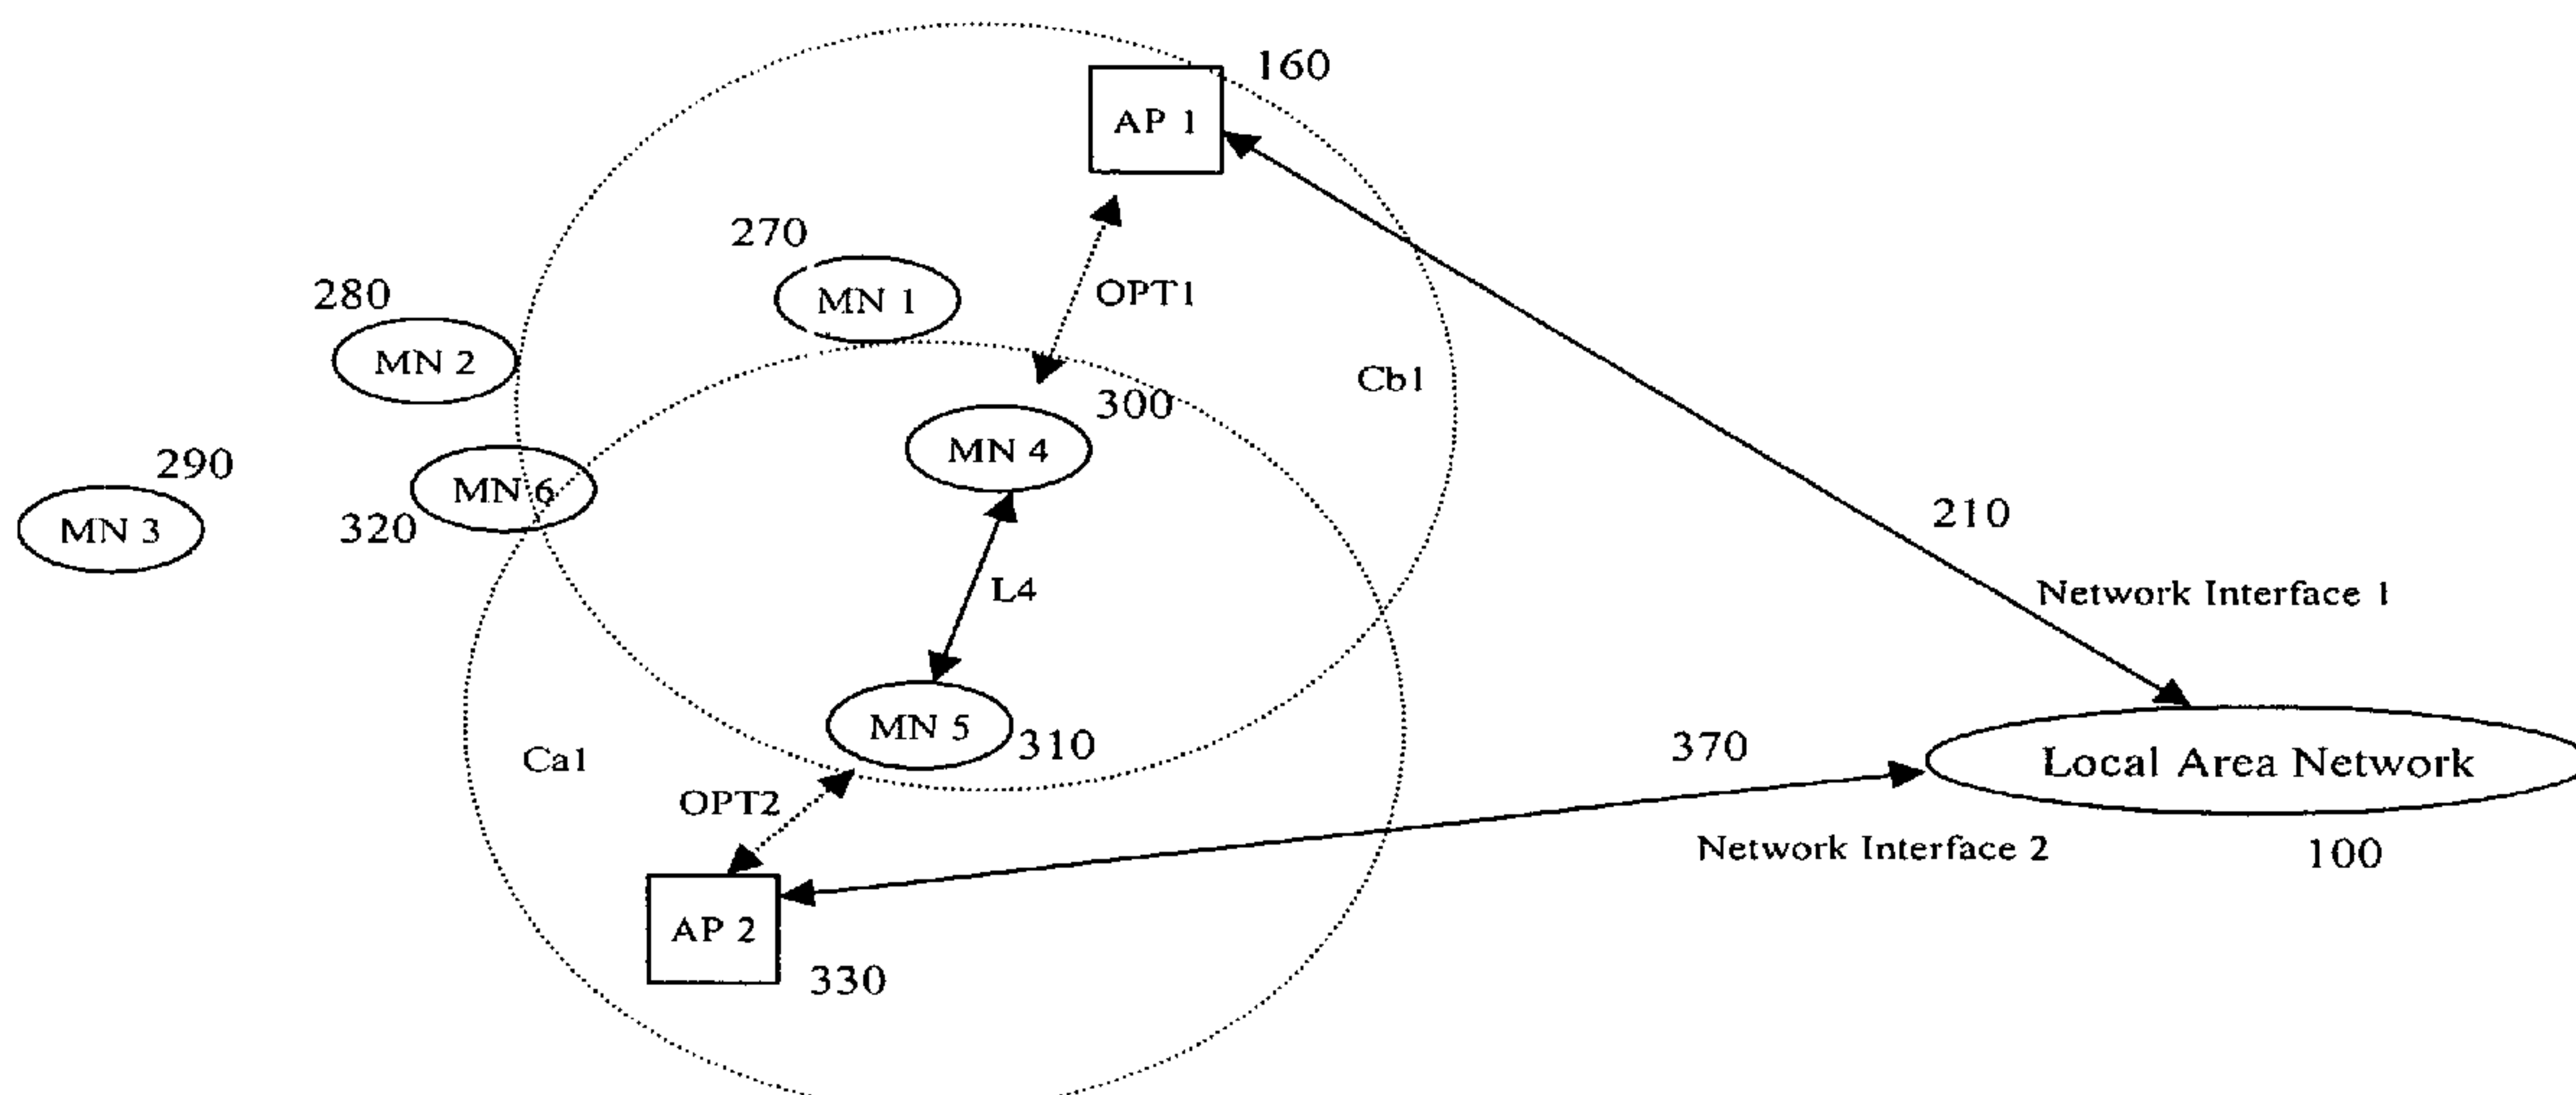 160
AP 1
270
MN 1
280
MN 2
OPT1
Cb1
300
MN 4
290
MN 3
MN 6
320
210
L4
Network Interface 1
MN 5
310
Ca1
370
Local Area Network
OPT2
Network Interface 2
100
AP 2
330